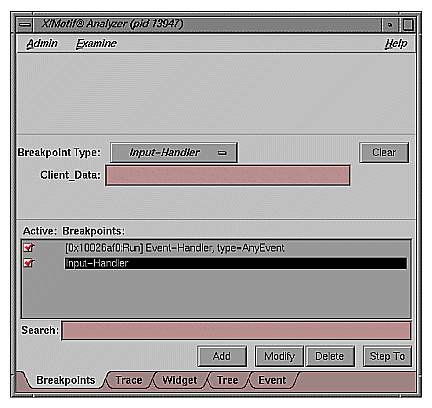 X/Motif® Analyzer (pid 13947)
Admin Examine Help
Breakpoint Type: Input-Handler Clear
Client_Data:
Active: Breakpoints:
[0x10026af0:Run] Event-Handler, type=AnyEvent
Input-Handler
Search:
Add Modify Delete Step To
Breakpoints Trace Widget Tree Event